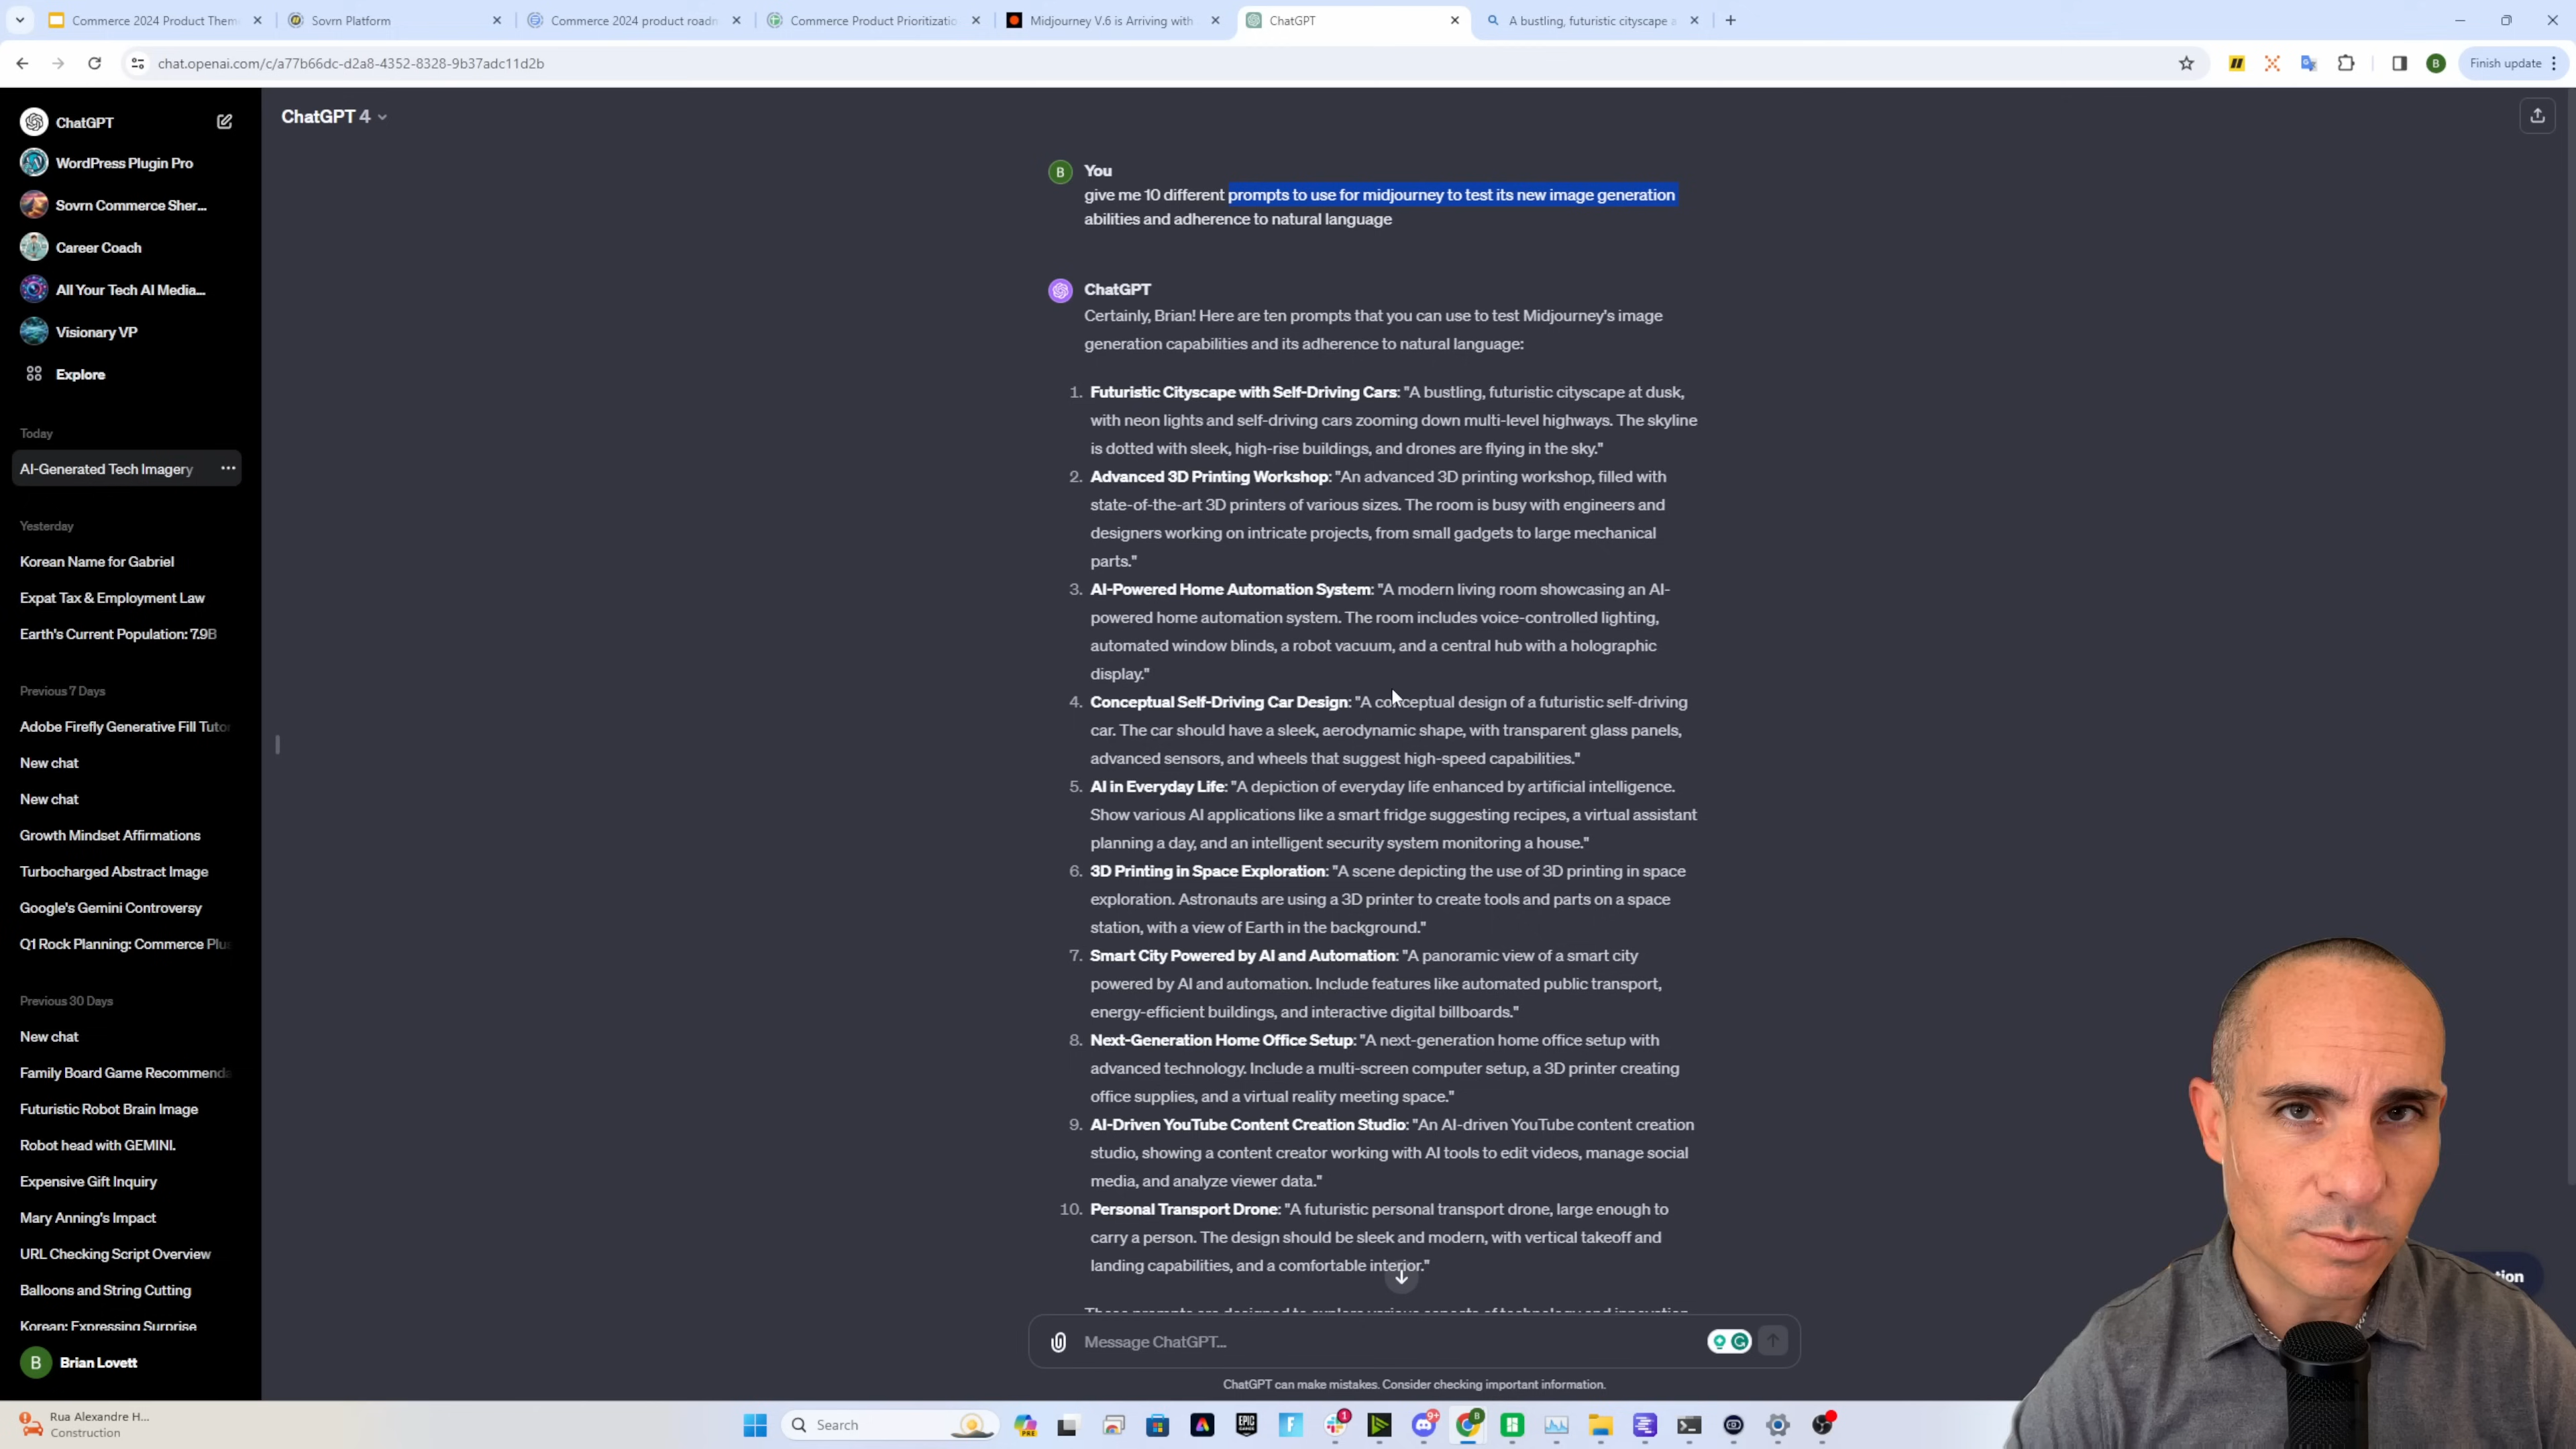 Commerce 2024 Product Them
Sovrn Platform
Commerce 2024 product roadm
Commerce Product Prioritizatio
Midjourney V.6 is Arriving with
ChatGPT
A bustling, futuristic cityscape a
chat.openai.com/c/a77b66dc-d2a8-4352-8328-9b37adc11d2b
B
Finish update
ChatGPT
WordPress Plugin Pro
Sovrn Commerce Sher...
Career Coach
All Your Tech AI Media...
Visionary VP
Explore
Today
AI-Generated Tech Imagery
Yesterday
Korean Name for Gabriel
Expat Tax & Employment Law
Earth's Current Population: 7.9B
Previous 7 Days
Adobe Firefly Generative Fill Tutor
New chat
New chat
Growth Mindset Affirmations
Turbocharged Abstract Image
Google's Gemini Controversy
Q1 Rock Planning: Commerce Plu
Previous 30 Days
New chat
Family Board Game Recommenda
Futuristic Robot Brain Image
Robot head with GEMINI.
Expensive Gift Inquiry
Mary Anning's Impact
URL Checking Script Overview
Balloons and String Cutting
Korean: Expressing Surprise
B Brian Lovett
ChatGPT 4
B You
give me 10 different prompts to use for midjourney to test its new image generation
abilities and adherence to natural language
ChatGPT
Certainly, Brian! Here are ten prompts that you can use to test Midjourney's image
generation capabilities and its adherence to natural language:
1. Futuristic Cityscape with Self-Driving Cars: "A bustling, futuristic cityscape at dusk,
with neon lights and self-driving cars zooming down multi-level highways. The skyline
is dotted with sleek, high-rise buildings, and drones are flying in the sky."
2. Advanced 3D Printing Workshop: "An advanced 3D printing workshop, filled with
state-of-the-art 3D printers of various sizes. The room is busy with engineers and
designers working on intricate projects, from small gadgets to large mechanical
parts."
3. AI-Powered Home Automation System: "A modern living room showcasing an AI-
powered home automation system. The room includes voice-controlled lighting,
automated window blinds, a robot vacuum, and a central hub with a holographic
display."
4. Conceptual Self-Driving Car Design: "A conceptual design of a futuristic self-driving
car. The car should have a sleek, aerodynamic shape, with transparent glass panels,
advanced sensors, and wheels that suggest high-speed capabilities."
5. AI in Everyday Life: "A depiction of everyday life enhanced by artificial intelligence.
Show various AI applications like a smart fridge suggesting recipes, a virtual assistant
planning a day, and an intelligent security system monitoring a house."
6. 3D Printing in Space Exploration: "A scene depicting the use of 3D printing in space
exploration. Astronauts are using a 3D printer to create tools and parts on a space
station, with a view of Earth in the background."
7. Smart City Powered by AI and Automation: "A panoramic view of a smart city
powered by AI and automation. Include features like automated public transport,
energy-efficient buildings, and interactive digital billboards."
8. Next-Generation Home Office Setup: "A next-generation home office setup with
advanced technology. Include a multi-screen computer setup, a 3D printer creating
office supplies, and a virtual reality meeting space."
9. AI-Driven YouTube Content Creation Studio: "An AI-driven YouTube content creation
studio, showing a content creator working with AI tools to edit videos, manage social
media, and analyze viewer data."
10. Personal Transport Drone: "A futuristic personal transport drone, large enough to
carry a person. The design should be sleek and modern, with vertical takeoff and
landing capabilities, and a comfortable interior."
These prompts are designed to explore various aspects of technology and innovation
tion
Message ChatGPT...
ChatGPT can make mistakes. Consider checking important information.
Rua Alexandre H...
Construction
Search
PRE
EPIC GAMES
F
1
9+
B